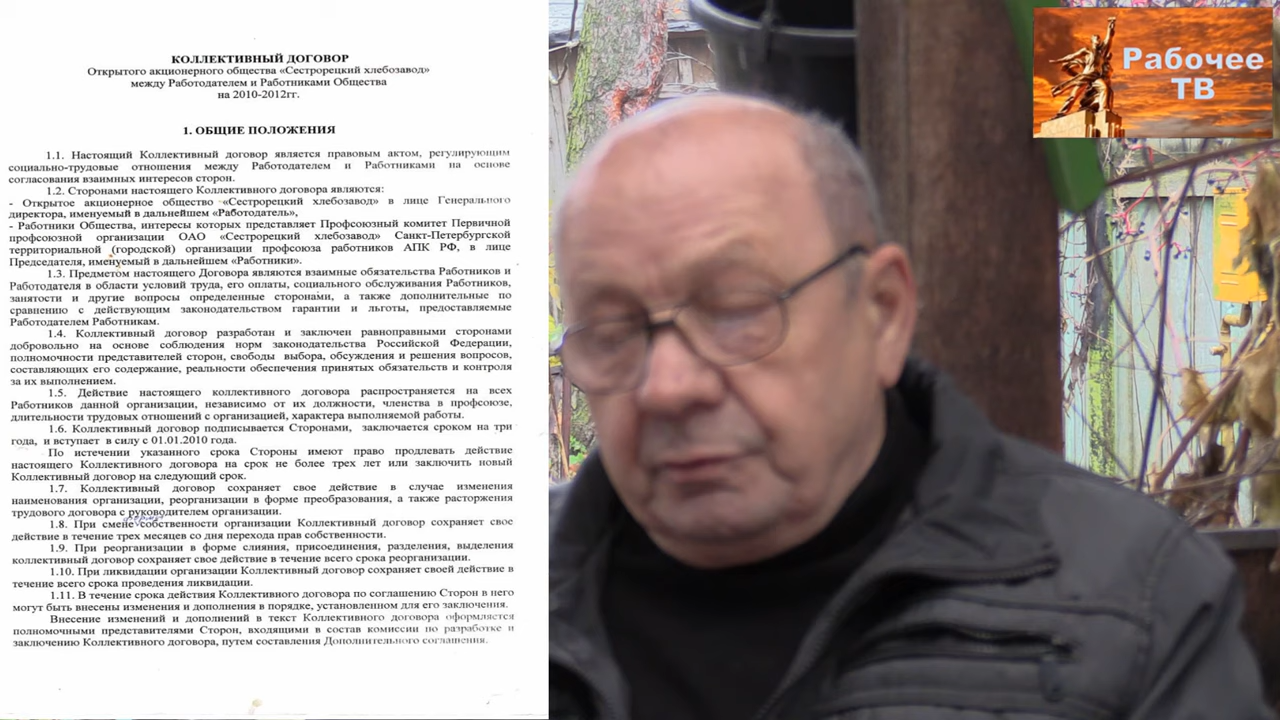 КОЛЛЕКТИВНЫЙ ДОГОВОР
Открытого акционерного общества «Сестрорецкий хлебозавод»
между Работодателем и Работниками Общества
на 2010-2012гг.
1. ОБЩИЕ ПОЛОЖЕНИЯ
1.1. Настоящий Коллективный договор является правовым актом, регулирующим
социально-трудовые отношения между Работодателем и Работниками на основе
согласования взаимных интересов сторон.
1.2. Сторонами настоящего Коллективного договора являются:
- Открытое акционерное общество «Сестрорецкий хлебозавод» в лице Генерального
директора, именуемый в дальнейшем «Работодатель»,
- Работники Общества, интересы которых представляет Профсоюзный комитет Первичной
профсоюзной организации ОАО «Сестрорецкий хлебозавод» Санкт-Петербургской
территориальной (городской) организации профсоюза работников АПК РФ, в лице
Председателя, именуемый в дальнейшем «Работники».
1.3. Предметом настоящего Договора являются взаимные обязательства Работников и
Работодателя в области условий труда, его оплаты, социального обслуживания Работников,
занятости и другие вопросы определенные сторонами, а также дополнительные по
сравнению с действующим законодательством гарантии и льготы, предоставляемые
Работодателем Работникам.
1.4. Коллективный договор разработан и заключен равноправными сторонами
добровольно на основе соблюдения норм законодательства Российской Федерации,
полномочности представителей сторон, свободы выбора, обсуждения и решения вопросов,
составляющих его содержание, реальности обеспечения принятых обязательств и контроля
за их выполнением.
1.5. Действие настоящего коллективного договора распространяется на всех
Работников данной организации, независимо от их должности, членства в профсоюзе,
длительности трудовых отношений с организацией, характера выполняемой работы.
1.6. Коллективный договор подписывается Сторонами, заключается сроком на три
года, и вступает в силу с 01.01.2010 года.
По истечении указанного срока Стороны имеют право продлевать действие
настоящего Коллективного договора на срок не более трех лет или заключить новый
Коллективный договор на следующий срок.
1.7. Коллективный договор сохраняет свое действие в случае изменения
наименования организации, реорганизации в форме преобразования, а также расторжения
трудового договора с руководителем организации.
1.8. При смене собственности организации Коллективный договор сохраняет свое
действие в течение трех месяцев со дня перехода прав собственности.
1.9. При реорганизации в форме слияния, присоединения, разделения, выделения
коллективный договор сохраняет свое действие в течение всего срока реорганизации.
1.10. При ликвидации организации Коллективный договор сохраняет своей действие в
течение всего срока проведения ликвидации.
1.11. В течение срока действия Коллективного договора по соглашению Сторон в него
могут быть внесены изменения и дополнения в порядке, установленном для его заключения.
Внесение изменений и дополнений в текст Коллективного договора оформляется
полномочными представителями Сторон, входящими в состав комиссии по разработке и
заключению Коллективного договора, путем составления Дополнительного соглашения.
Рабочее
ТВ